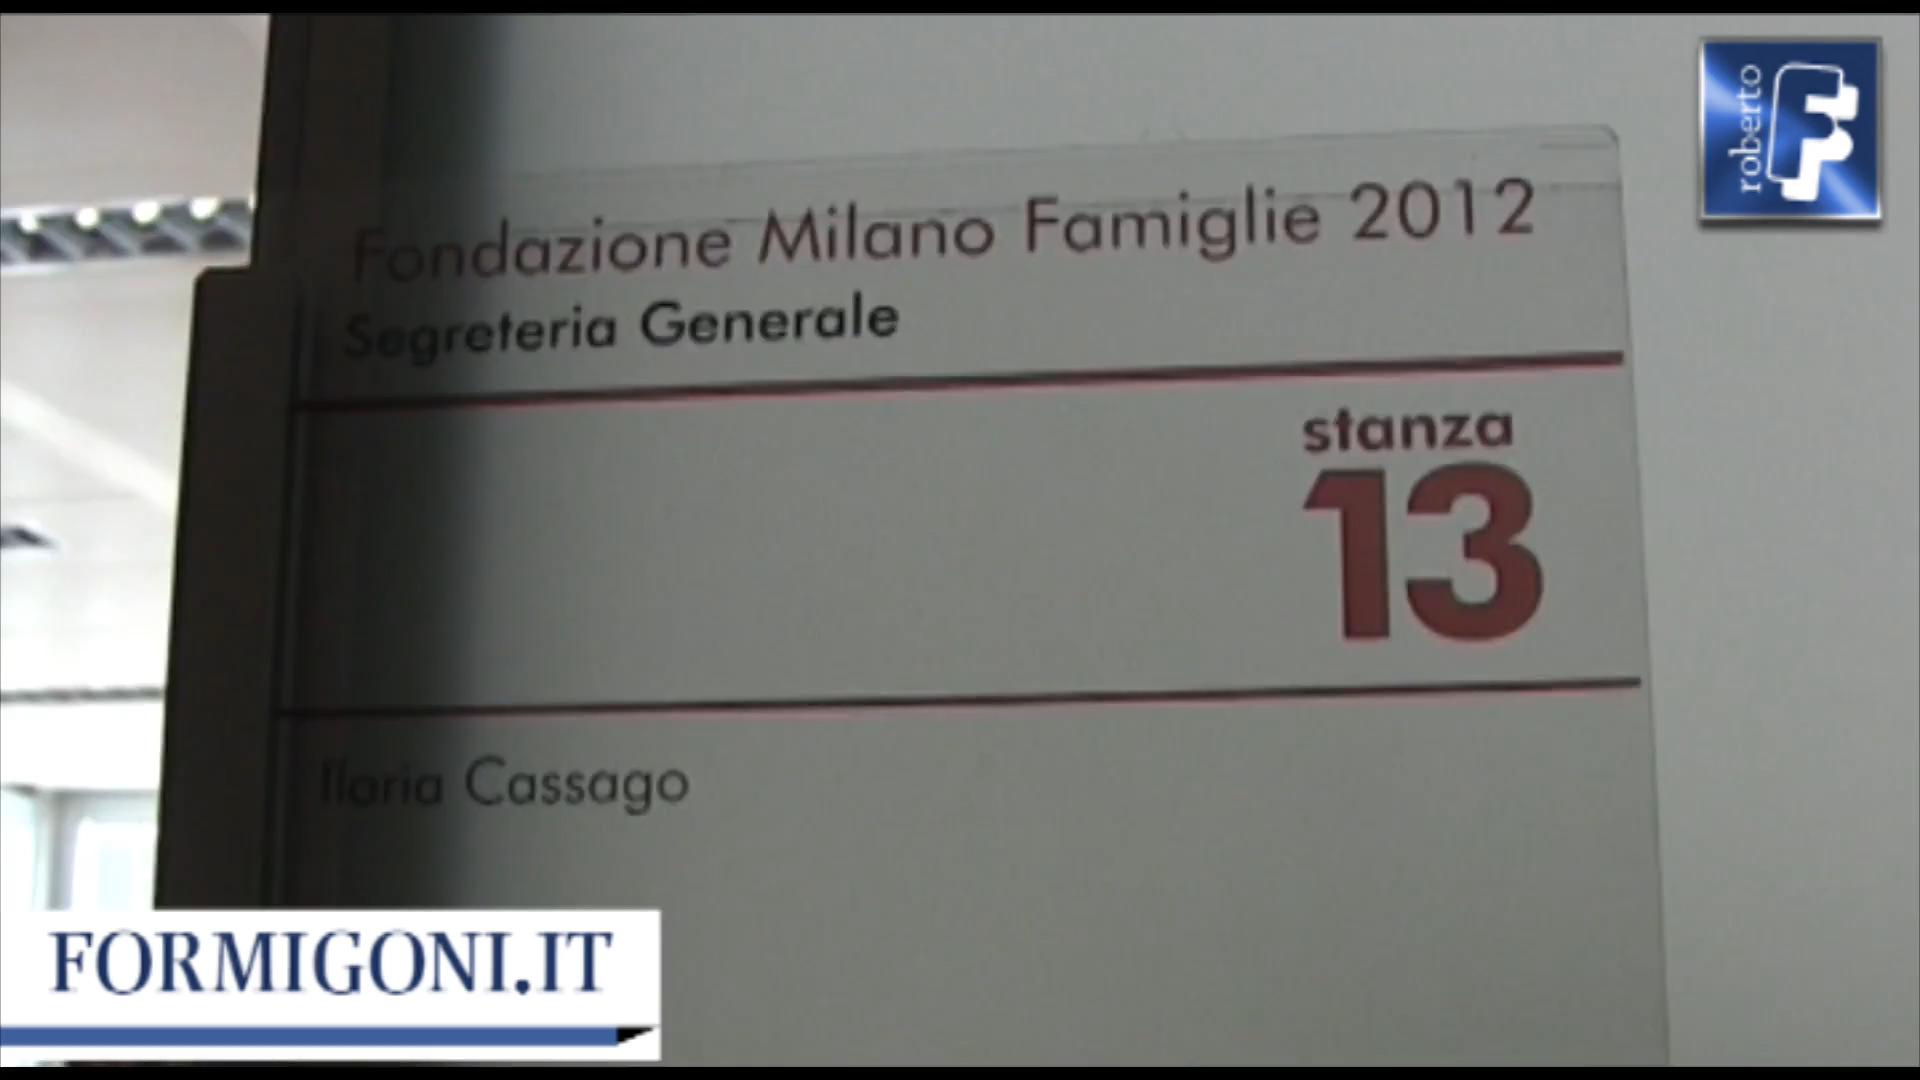 roberto
F
Fondazione Milano Famiglie 2012
Segreteria Generale
stanza
13
Ilaria Cassago
FORMIGONI.IT